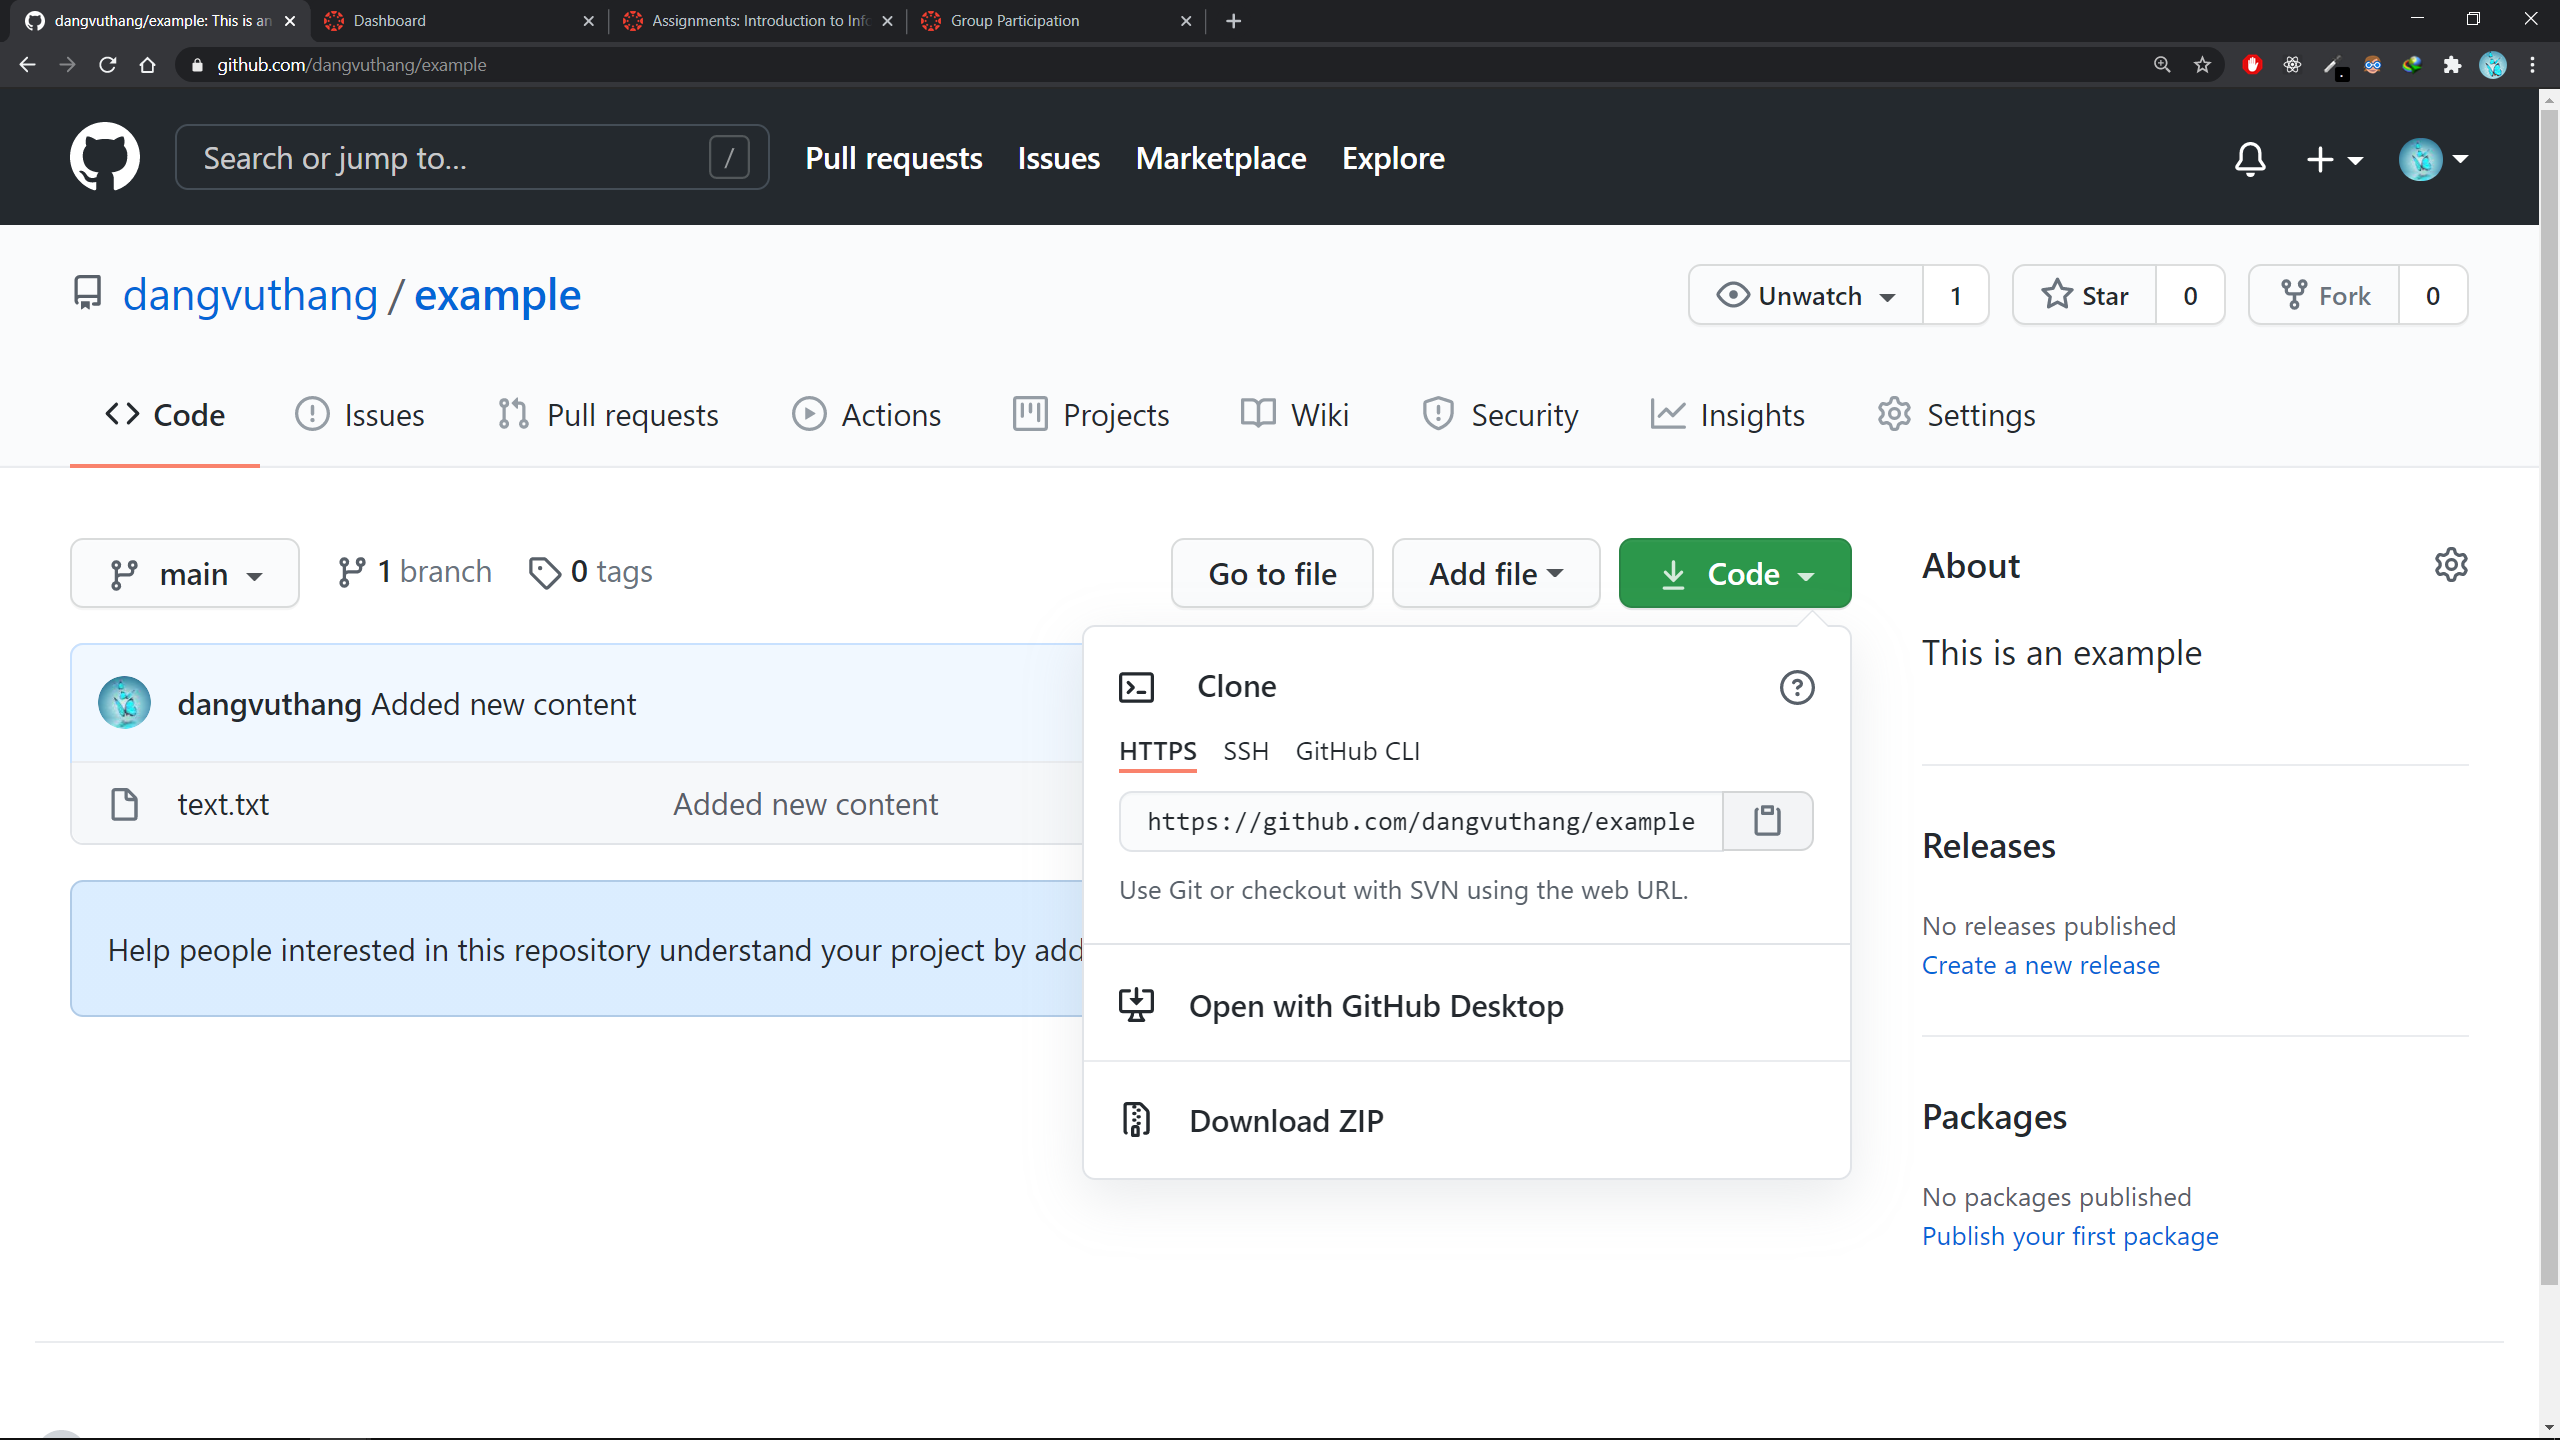 dangvuthang/example: This is an
Dashboard
Assignments: Introduction to Info
Group Participation
github.com/dangvuthang/example
Search or jump to...
/
Pull requests
Issues
Marketplace
Explore
dangvuthang / example
Unwatch 1
Star 0
Fork 0
Code
Issues
Pull requests
Actions
Projects
Wiki
Security
Insights
Settings
main
1 branch
0 tags
Go to file
Add file
Code
dangvuthang Added new content
text.txt
Added new content
Help people interested in this repository understand your project by add
Clone
HTTPS
SSH
GitHub CLI
https://github.com/dangvuthang/example
Use Git or checkout with SVN using the web URL.
Open with GitHub Desktop
Download ZIP
About
This is an example
Releases
No releases published
Create a new release
Packages
No packages published
Publish your first package